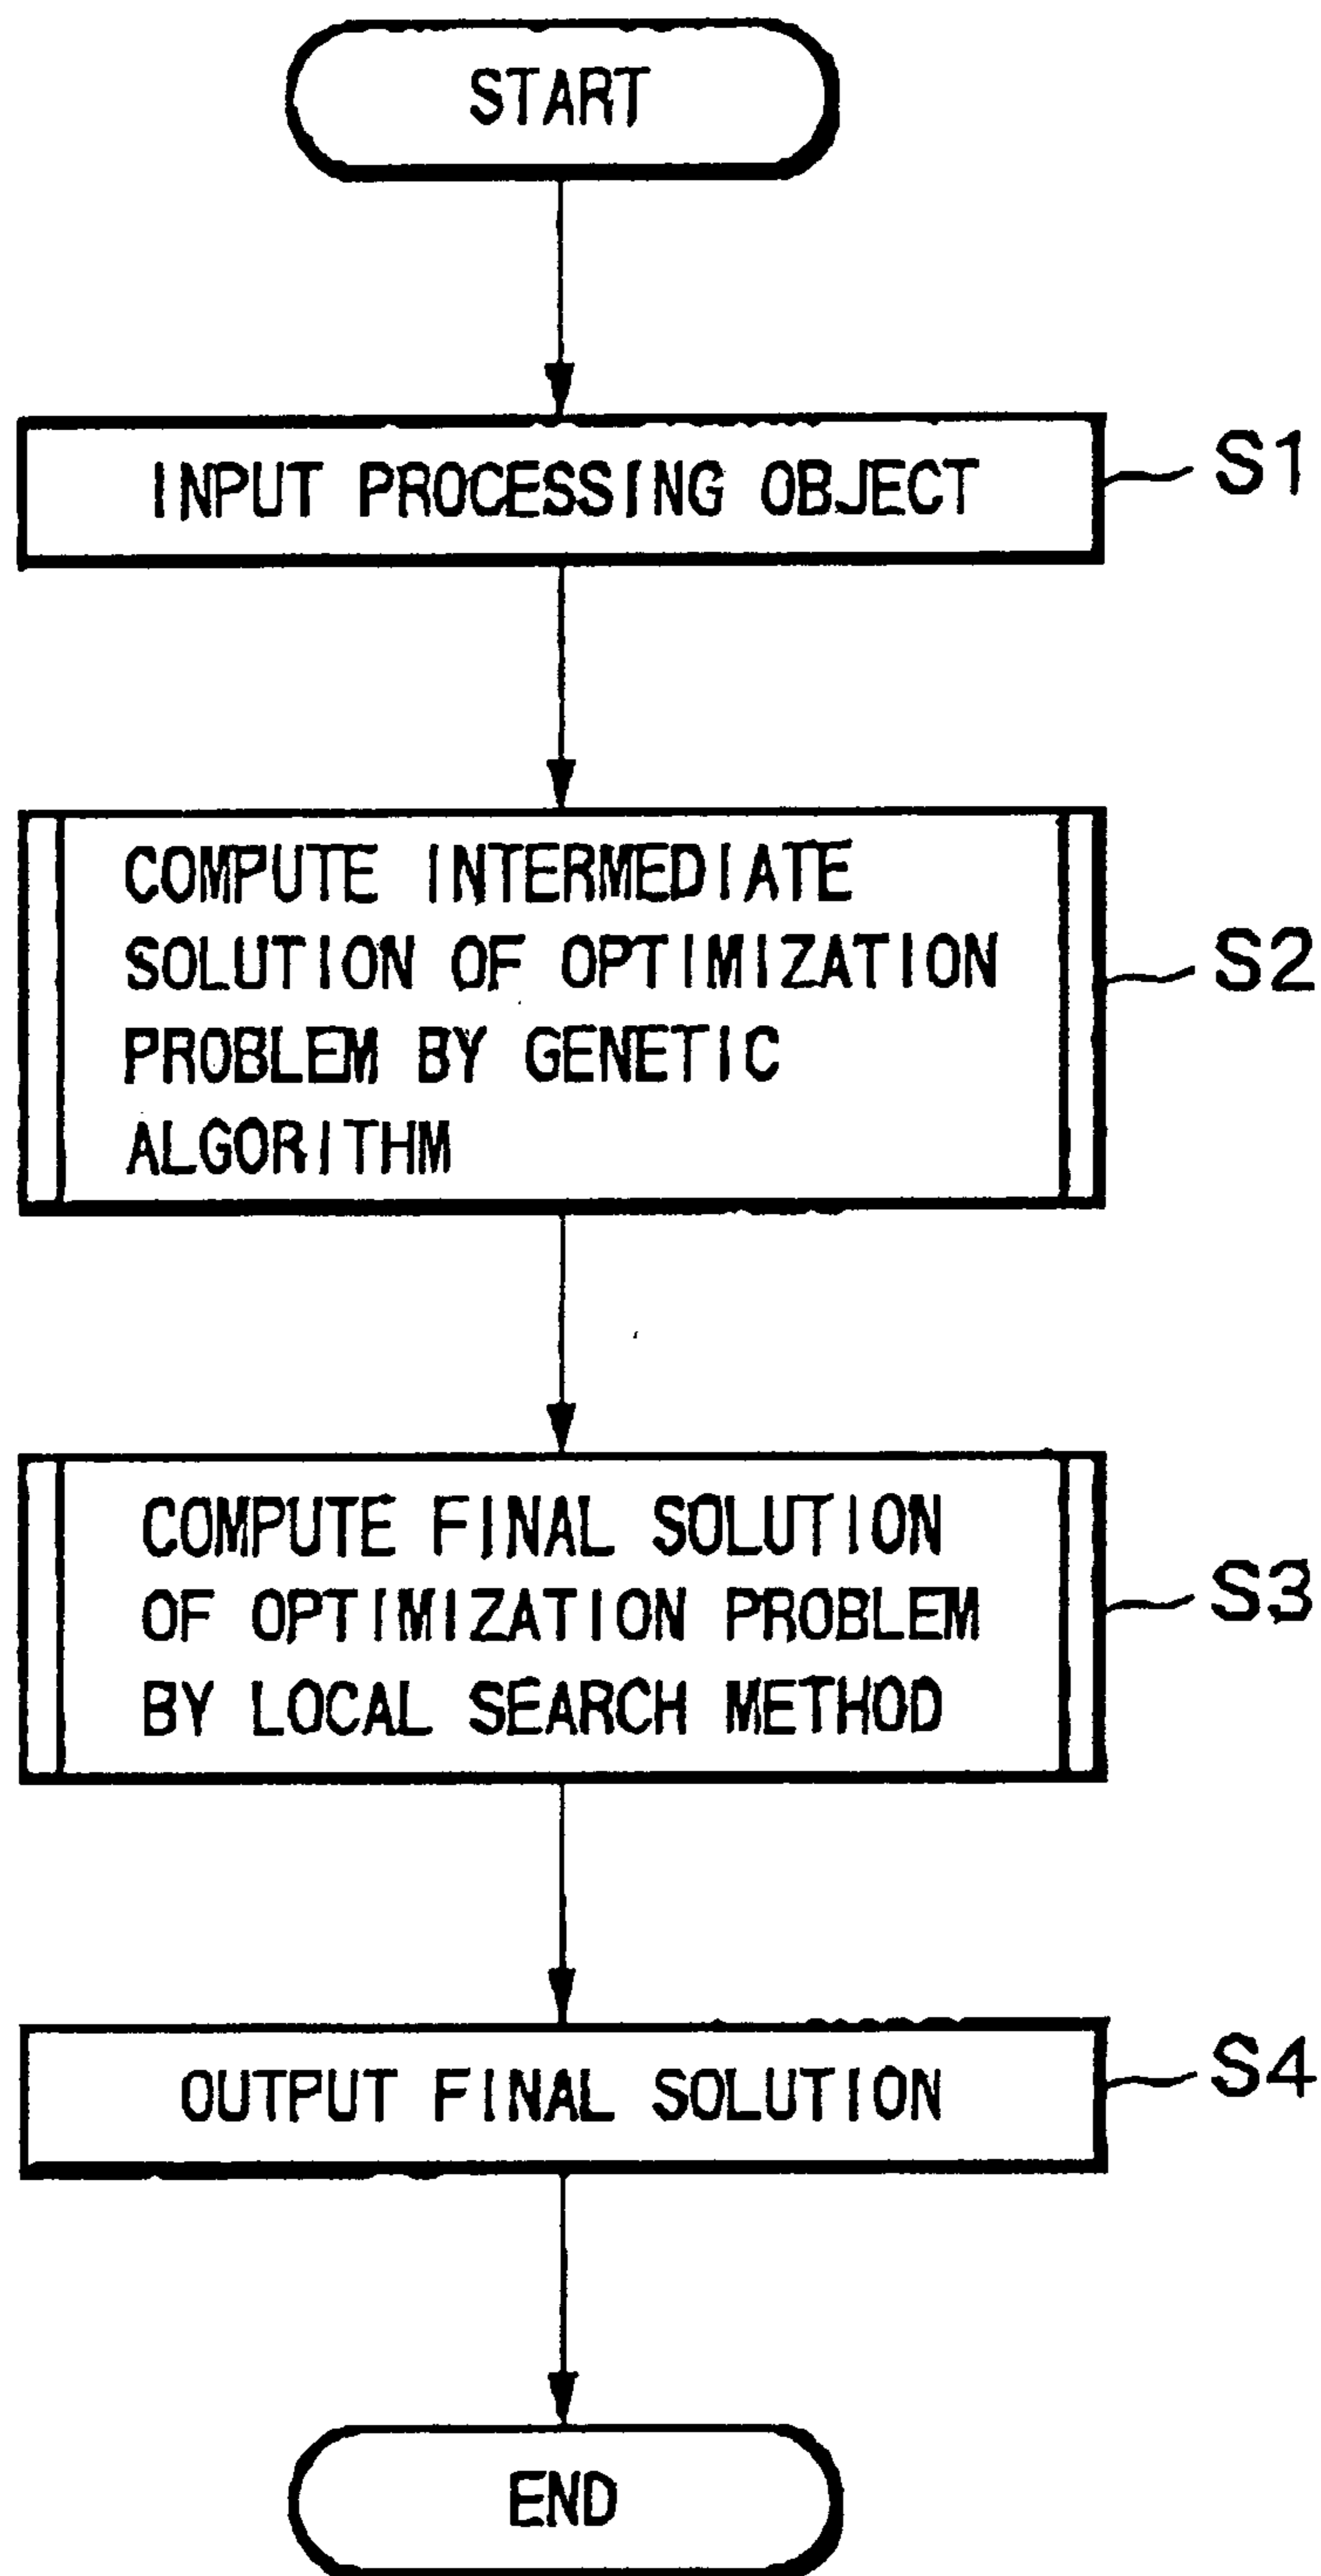 START
INPUT PROCESSING OBJECT
S1
COMPUTE INTERMEDIATE
SOLUTION OF OPTIMIZATION
PROBLEM BY GENETIC
ALGORITHM
S2
COMPUTE FINAL SOLUTION
OF OPTIMIZATION PROBLEM
BY LOCAL SEARCH METHOD
S3
OUTPUT FINAL SOLUTION
S4
END